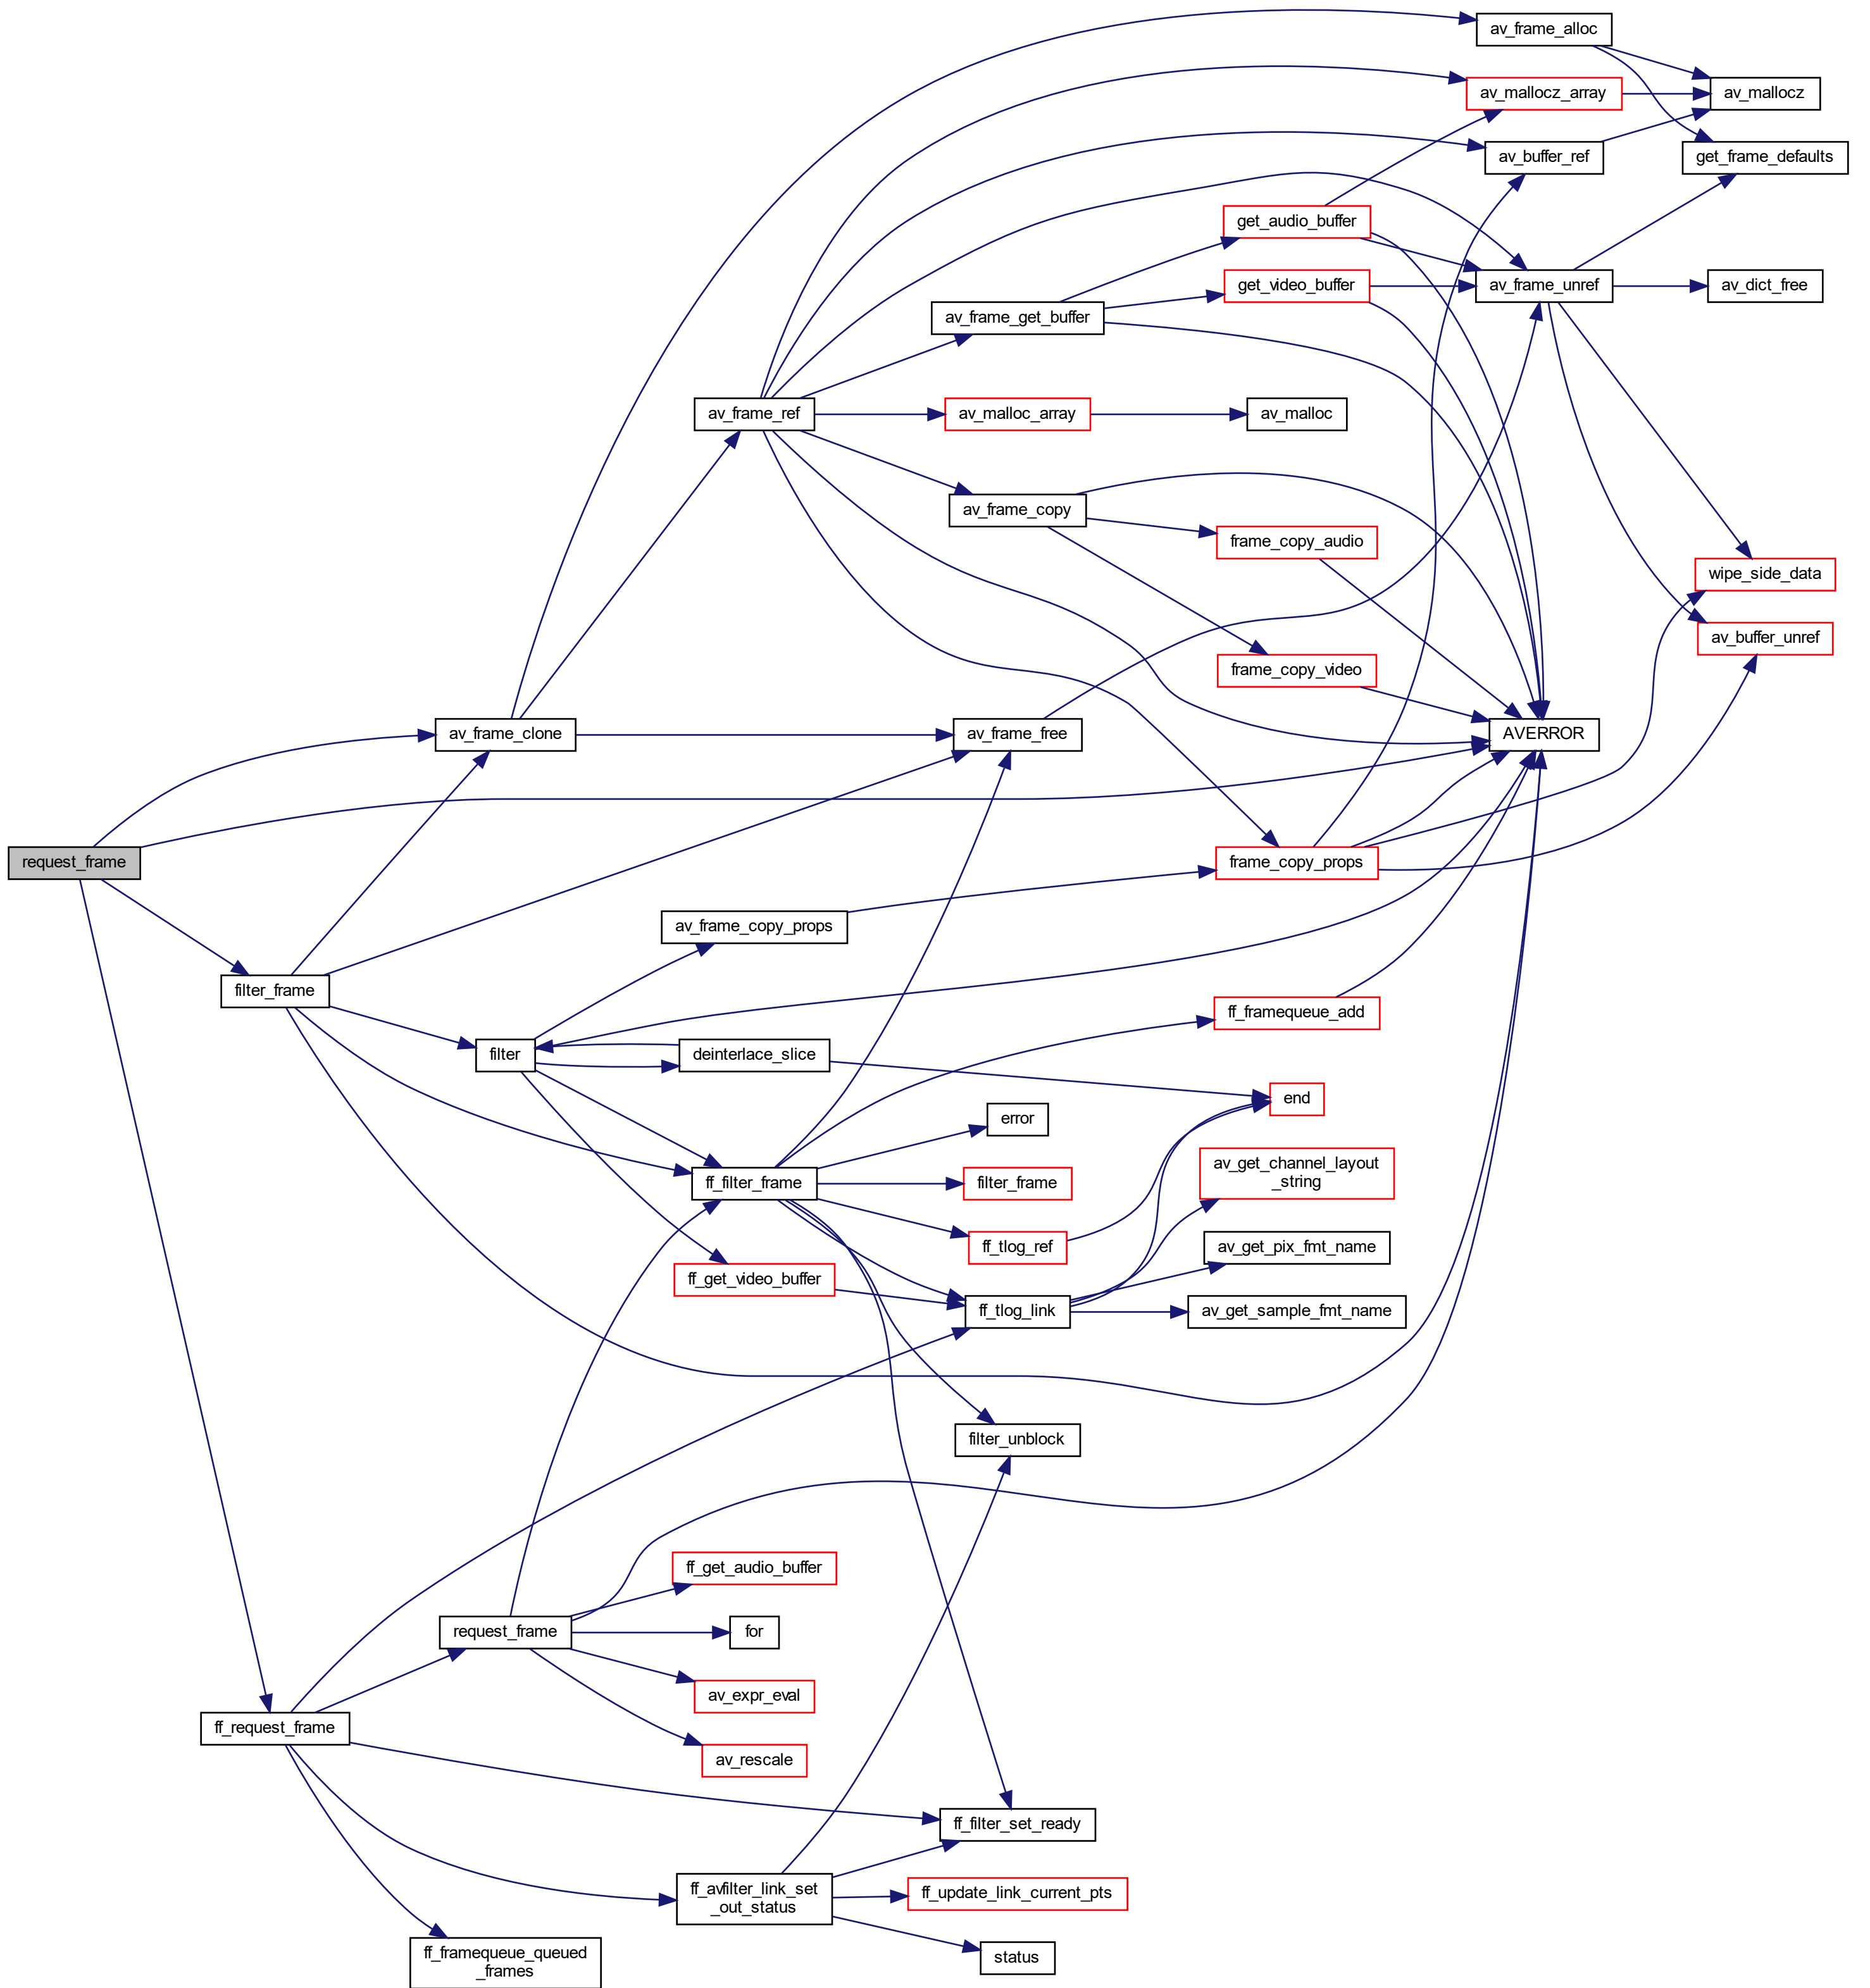 av_frame_alloc
av_mallocz_array
av_mallocz
av_buffer_ref
get_frame_defaults
get_audio_buffer
get_video_buffer
av_frame_unref
av_dict_free
av_frame_get_buffer
av_frame_ref
av_malloc_array
av_malloc
av_frame_copy
frame_copy_audio
wipe_side_data
av_buffer_unref
frame_copy_video
av_frame_clone
av_frame_free
AVERROR
request_frame
frame_copy_props
av_frame_copy_props
filter_frame
ff_framequeue_add
filter
deinterlace_slice
end
error
av_get_channel_layout
_string
ff_filter_frame
filter_frame
ff_tlog_ref
av_get_pix_fmt_name
ff_get_video_buffer
ff_tlog_link
av_get_sample_fmt_name
filter_unblock
ff_get_audio_buffer
request_frame
for
av_expr_eval
ff_request_frame
av_rescale
ff_filter_set_ready
ff_avfilter_link_set
_out_status
ff_update_link_current_pts
status
ff_framequeue_queued
_frames